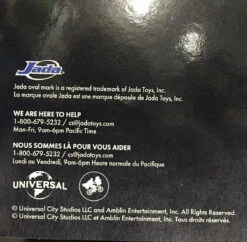 Jada
Jada oval mark is a registered trademark of Jada Toys, Inc.
La marque ovale Jada est une marque déposée de Jada Toys, Inc.
WE ARE HERE TO HELP
1-800-679-5232 / cs@jadatoys.com
Mon-Fri, 9am-6pm Pacific Time
NOUS SOMMES LÀ POUR VOUS AIDER
1-800-679-5232 / cs@jadatoys.com
Lundi au Vendredi, 9am-6pm Heure normale du Pacifique
UNIVERSAL
© Universal City Studios LLC and Amblin Entertainment, Inc. All Rights Reserved.
© Universal City Studios LLC et Amblin Entertainment, Inc. Tous droits